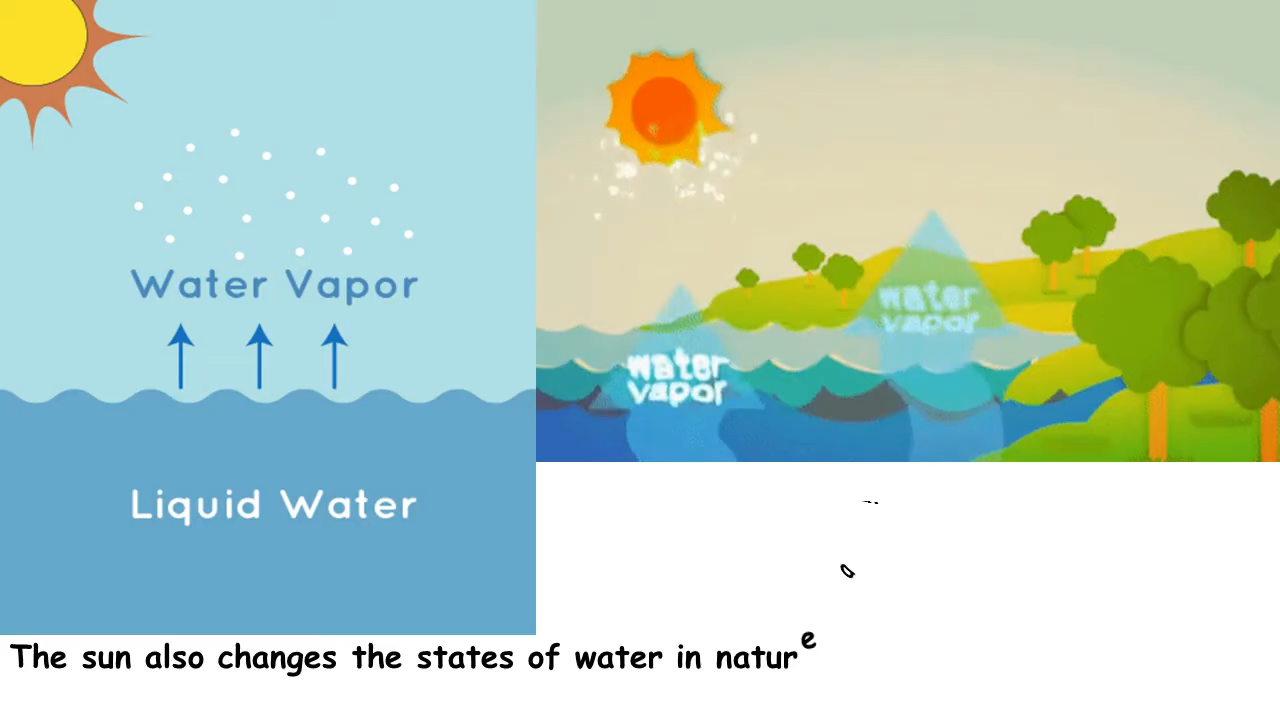 Water Vapor
Liquid Water
water
vapor
water
vapor
The sun also changes the states of water in nature